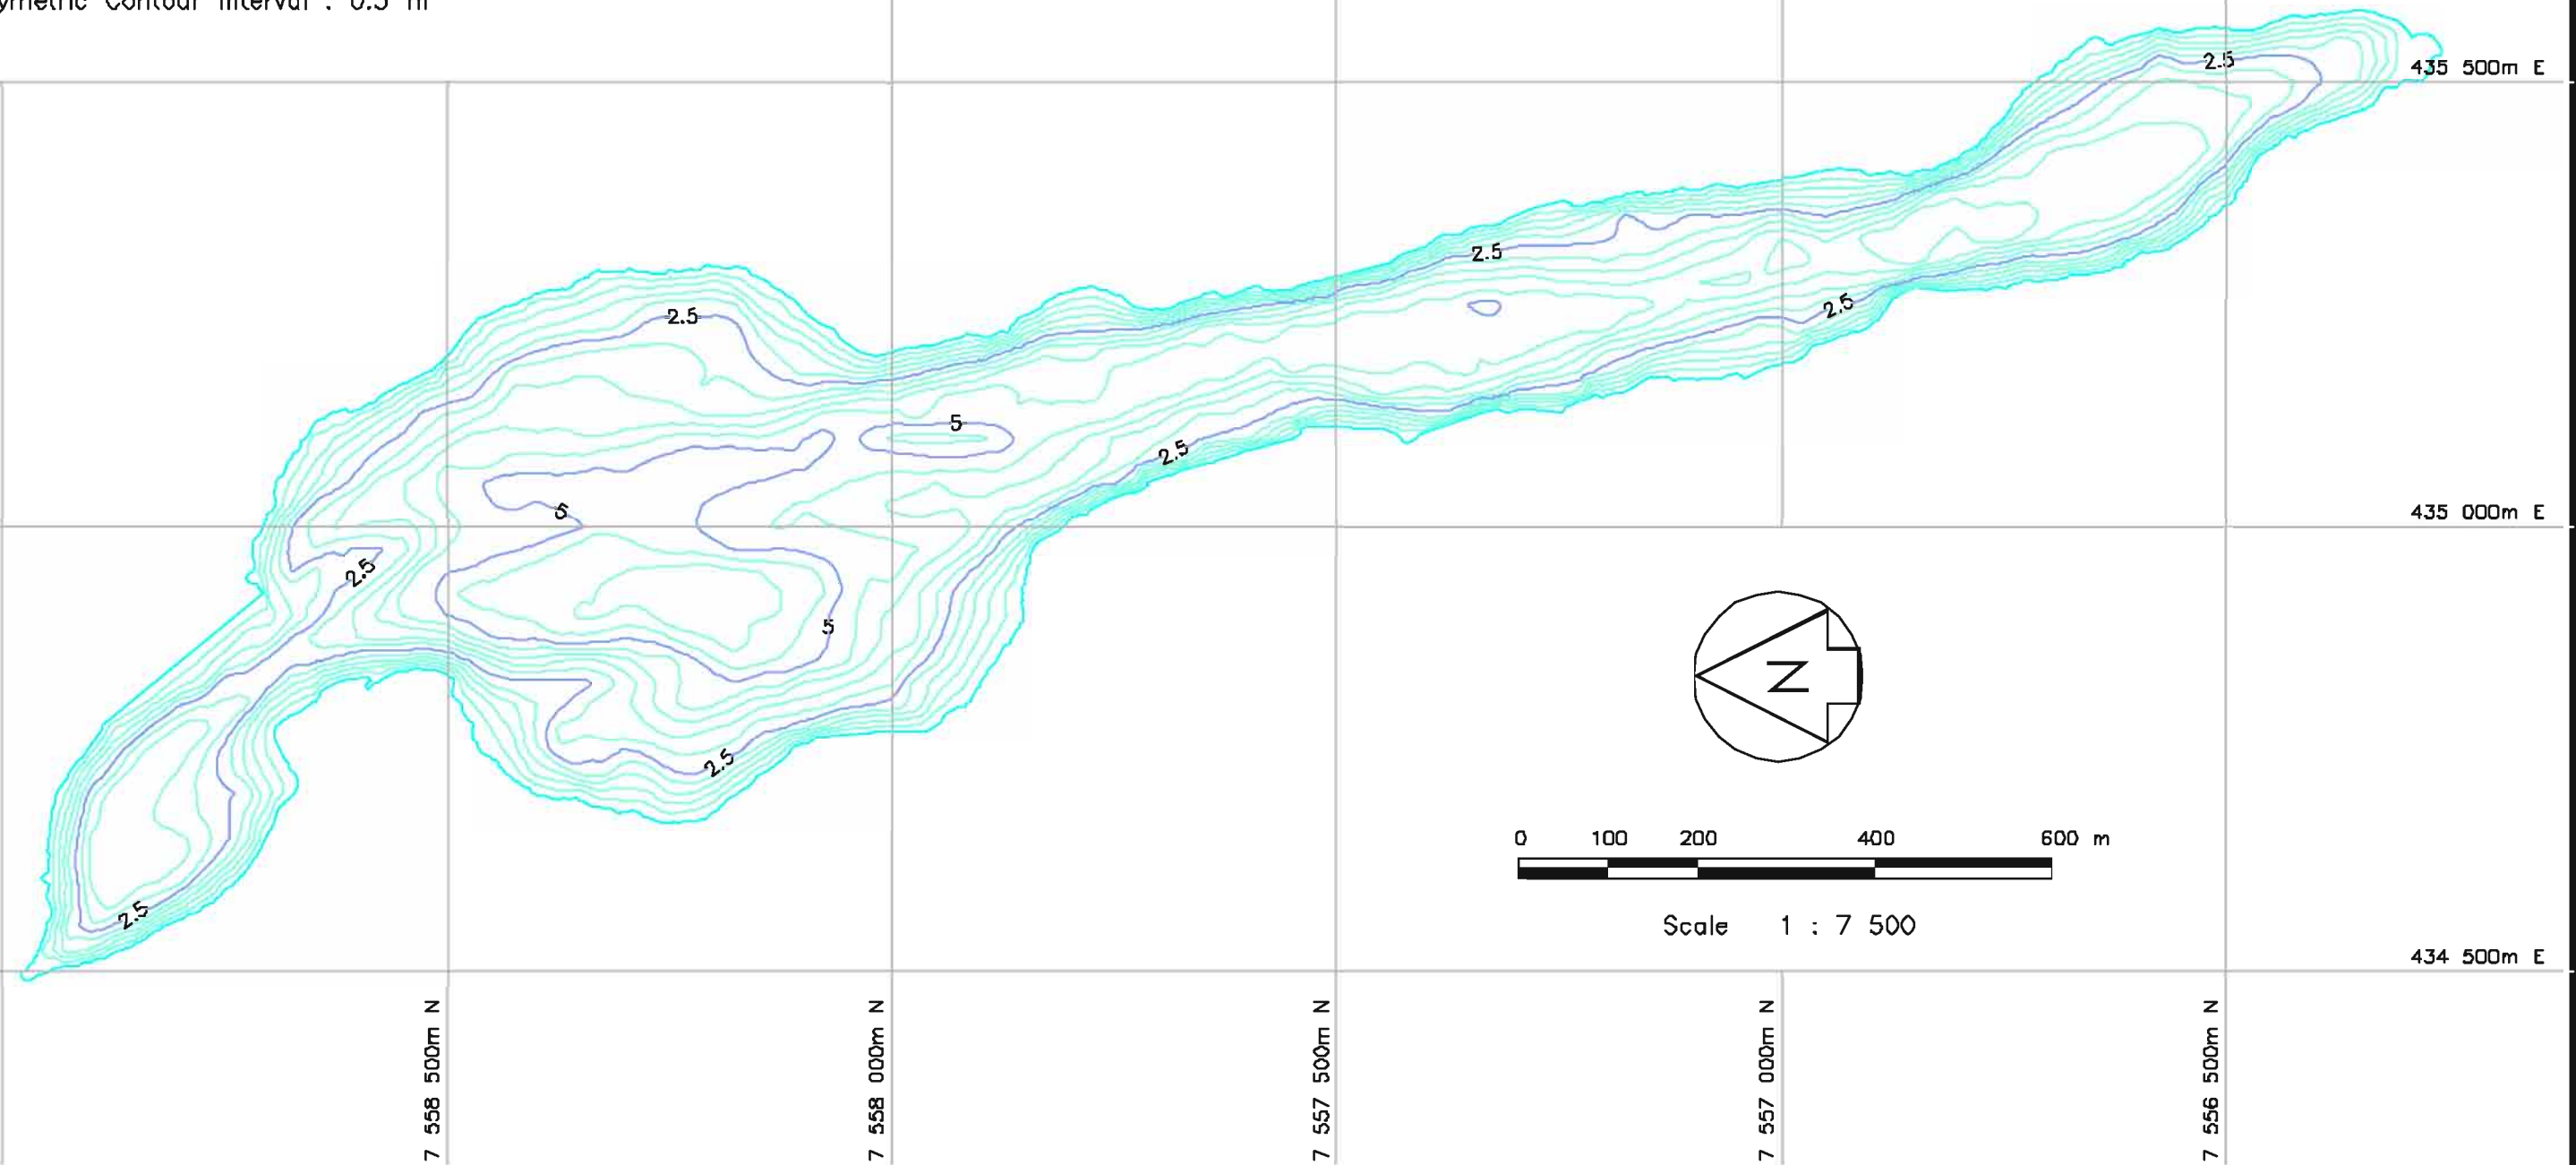 Contour Interval : 0.5 m
2.5
435 500m E
2.5
2.5
2.5
5
2.5
5
435 000m E
2.5
5
N
2.5
0 100 200 400 600 m
2.5
Scale 1 : 7 500
434 500m E
7 558 500m N
7 558 000m N
7 557 500m N
7 557 000m N
7 556 500m N